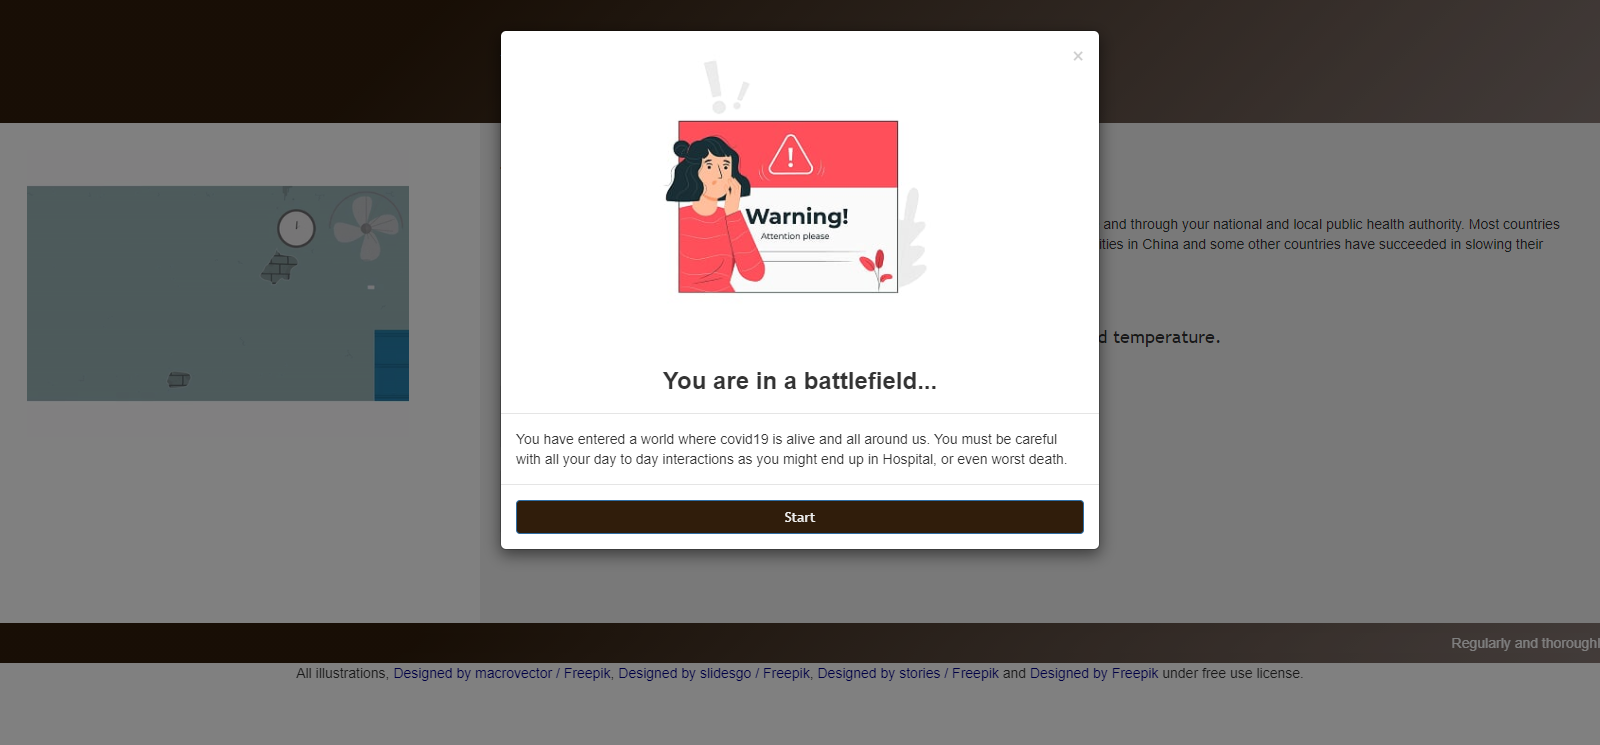 ×
Warning!
Attention please
and through your national and local public health authority. Most countries
in China and some other countries have succeeded in slowing their
temperature.
You are in a battlefield...
You have entered a world where covid19 is alive and all around us. You must be careful
with all your day to day interactions as you might end up in Hospital, or even worst death.
Start
Regularly and
All illustrations, Designed by macrovector / Freepik, Designed by slidesgo / Freepik, Designed by stories / Freepik and Designed by Freepik under free use license.